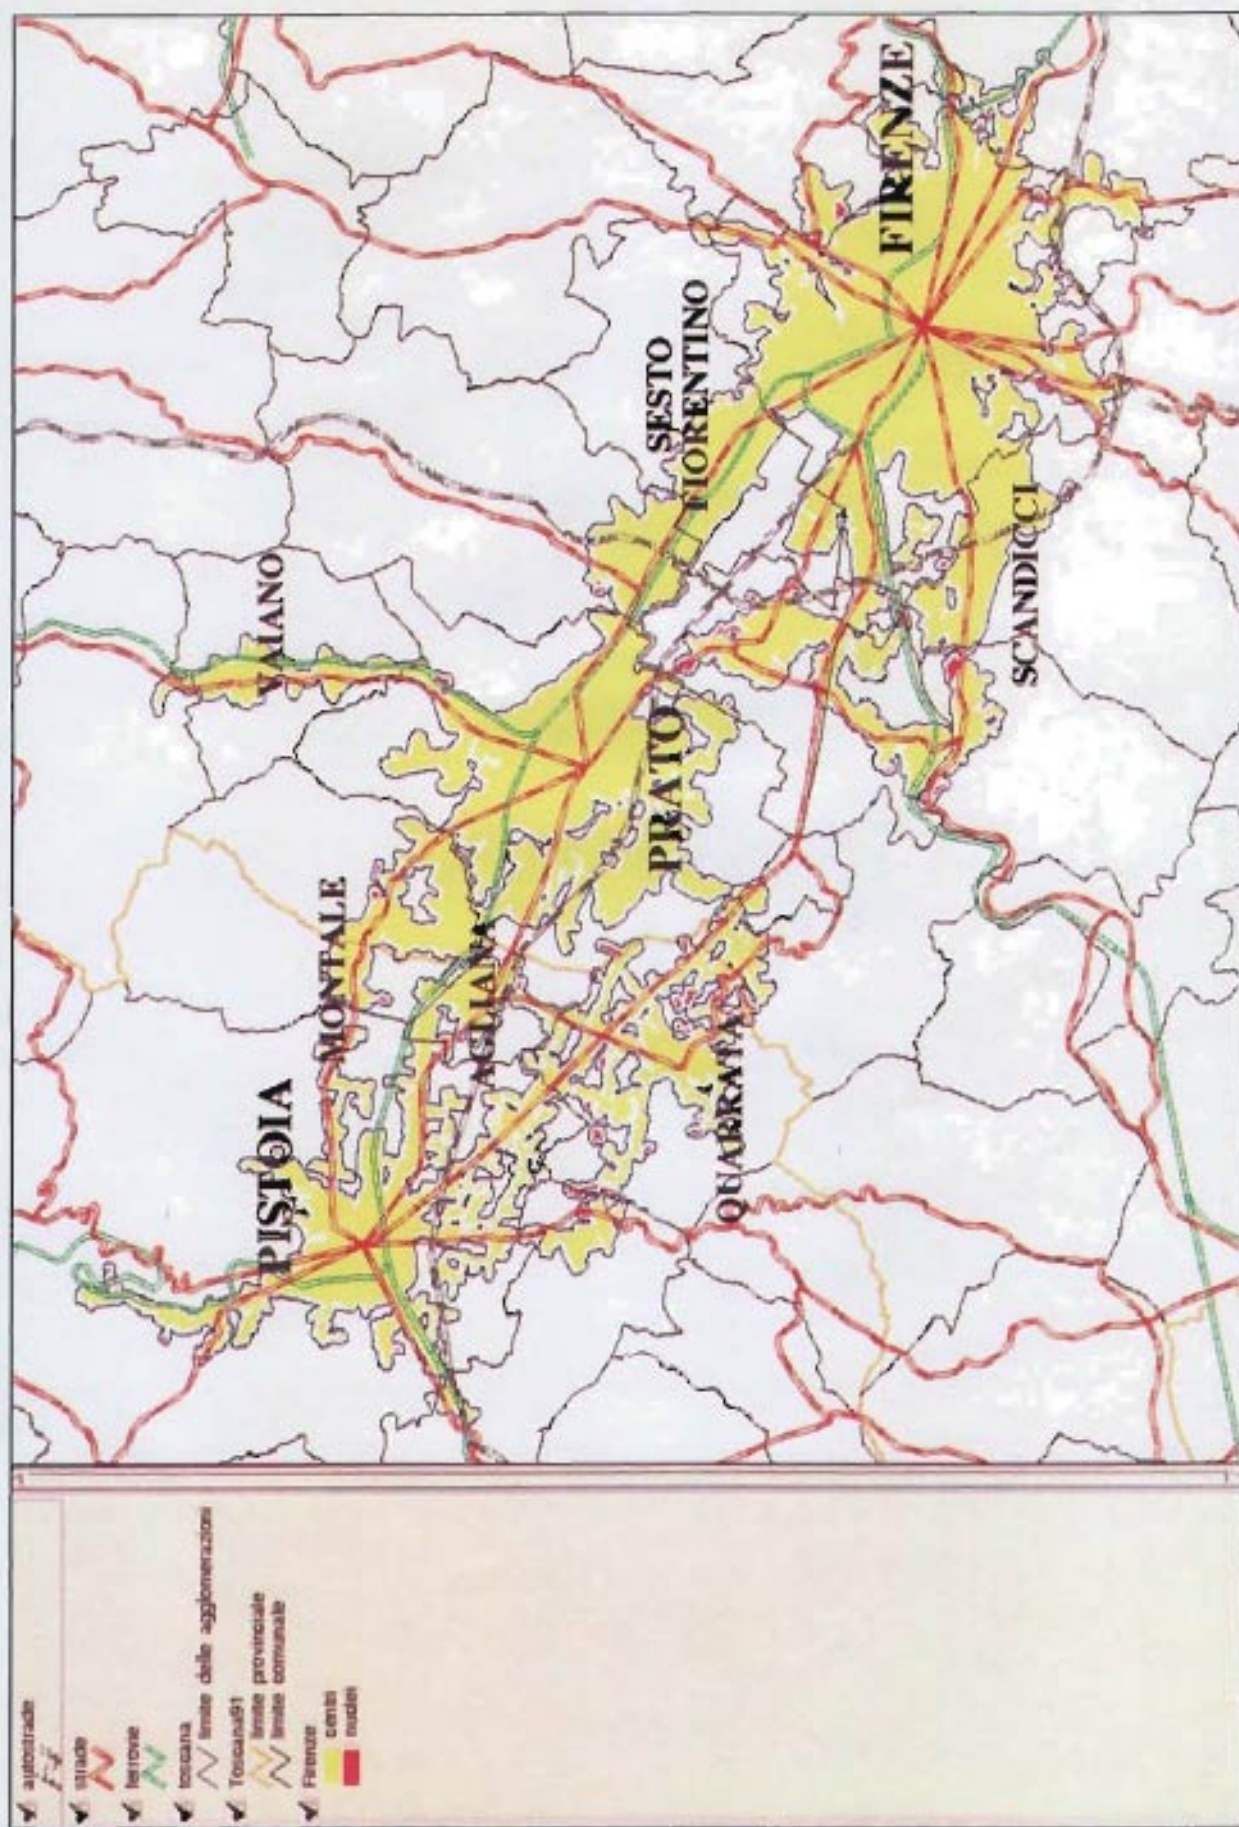 autostrade
strade
ferrovie
toscana
limite delle agglomerazioni
Toscana91
limite provinciale
limite comunale
Firenze
centri
nuclei
PISTOIA
MONTALE
AGLIANA
QUARRATA
VAIANO
PRATO
SESTO
FIORENTINO
SCANDICCI
FIRENZE